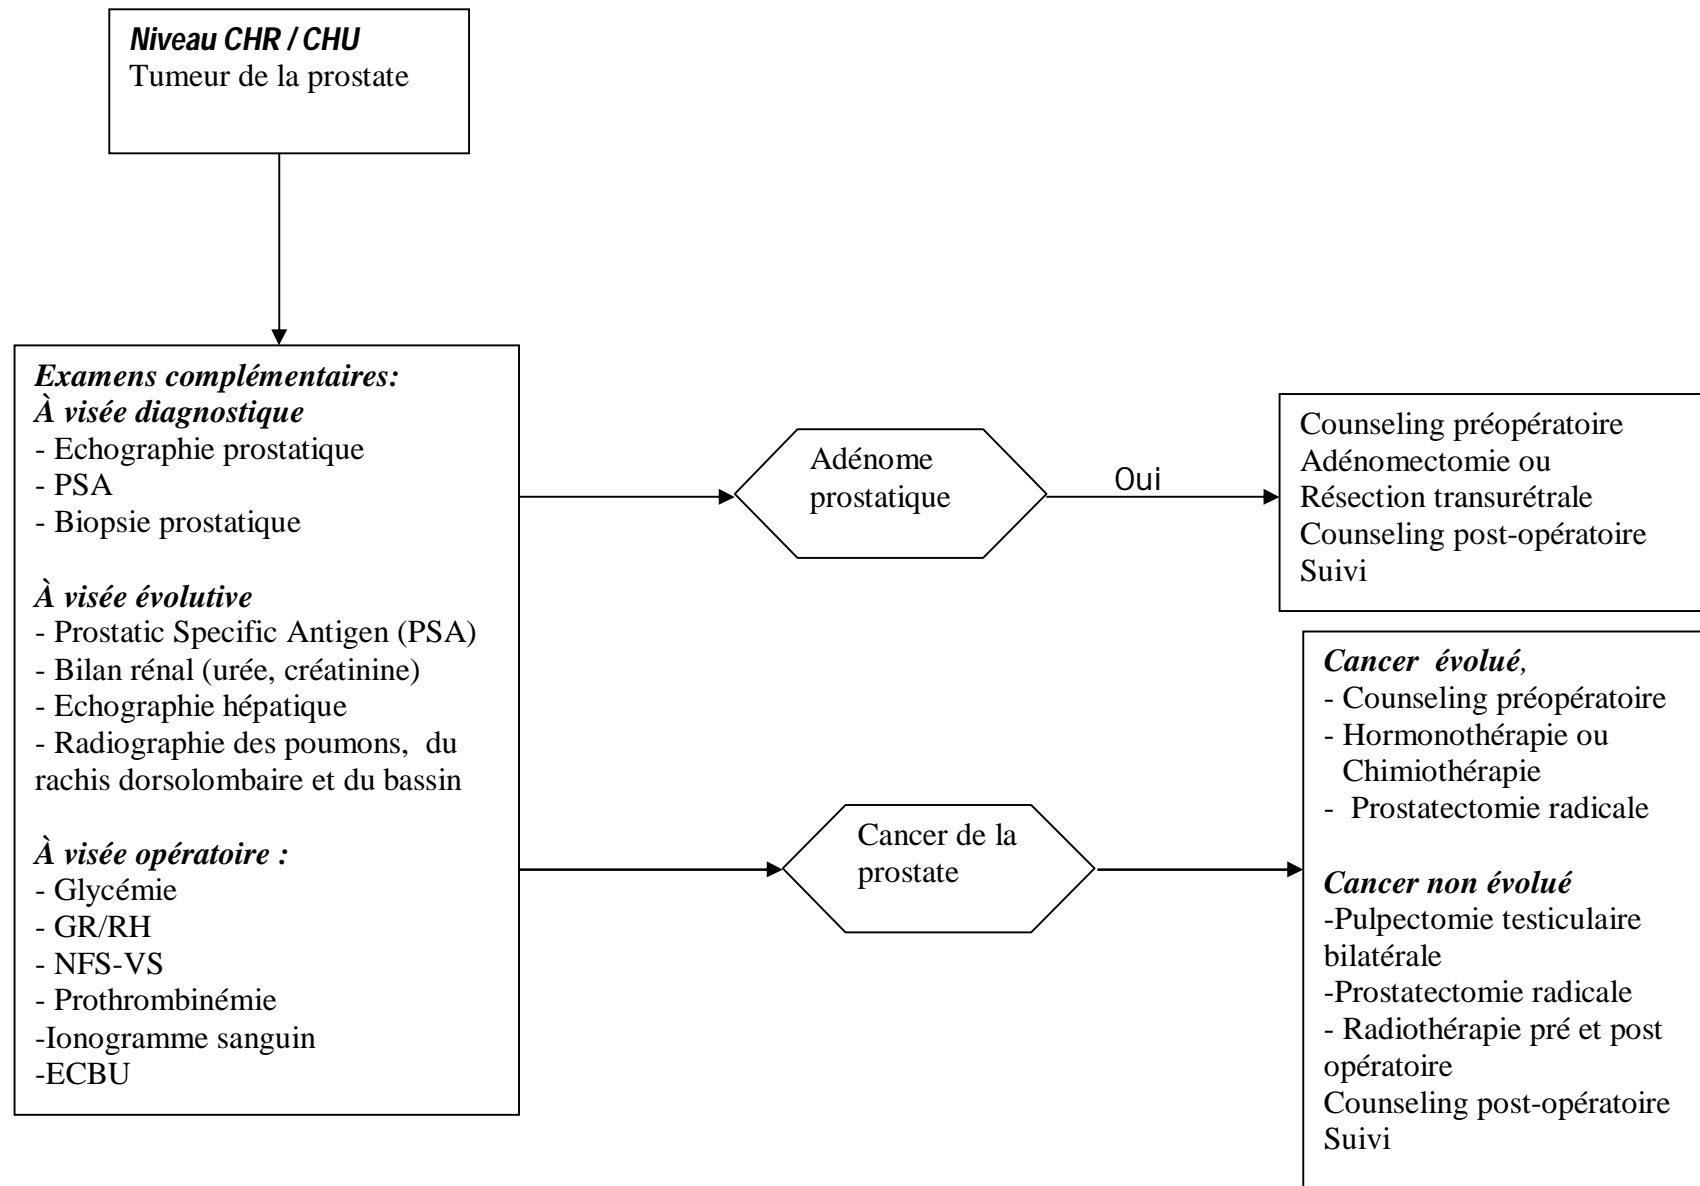 Niveau CHR / CHU
Tumeur de la prostate
Examens complémentaires:
À visée diagnostique
- Echographie prostatique
- PSA
- Biopsie prostatique
À visée évolutive
- Prostatic Specific Antigen (PSA)
- Bilan rénal (urée, créatinine)
- Echographie hépatique
- Radiographie des poumons, du
rachis dorsolombaire et du bassin
À visée opératoire :
- Glycémie
- GR/RH
- NFS-VS
- Prothrombinémie
-Ionogramme sanguin
-ECBU
Adénome
prostatique
Oui
Counseling préopératoire
Adénomectomie ou
Résection transurétrale
Counseling post-opératoire
Suivi
Cancer de la
prostate
Cancer évolué,
- Counseling préopératoire
- Hormonothérapie ou
Chimiothérapie
- Prostatectomie radicale
Cancer non évolué
-Pulpectomie testiculaire
bilatérale
-Prostatectomie radicale
- Radiothérapie pré et post
opératoire
Counseling post-opératoire
Suivi